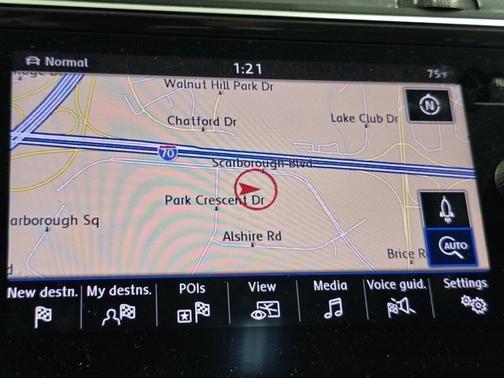 Normal
1:21
75°F
Walnut Hill Park Dr
N
Chatford Dr
Lake Club Dr
70
Scarborough Blvd
Park Crescent Dr
arborough Sq
Alshire Rd
AUTO
Brice R
d
New destn. My destns. POIs View Media Voice guid. Settings